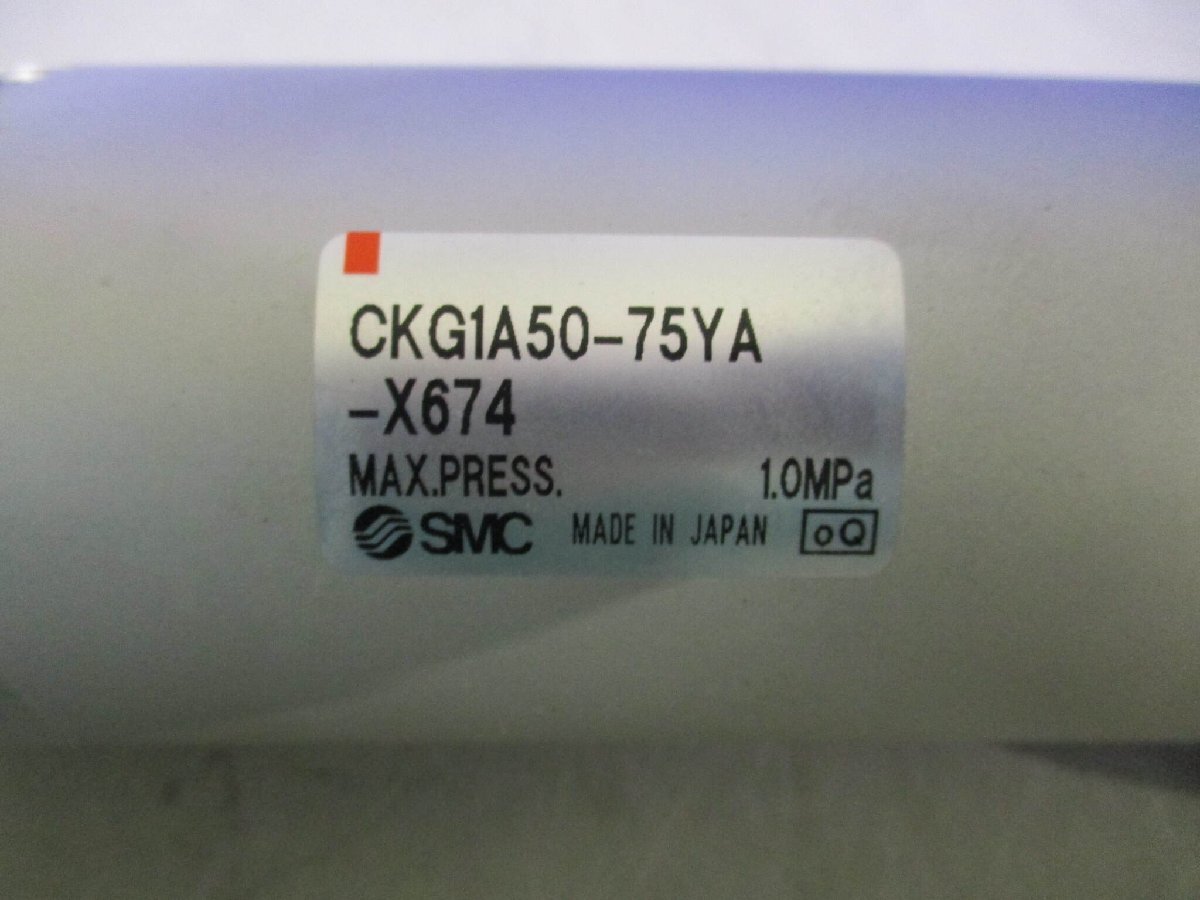 CKG1A50-75YA
-X674
MAX.PRESS. 1.0MPa
SMC MADE IN JAPAN oQ